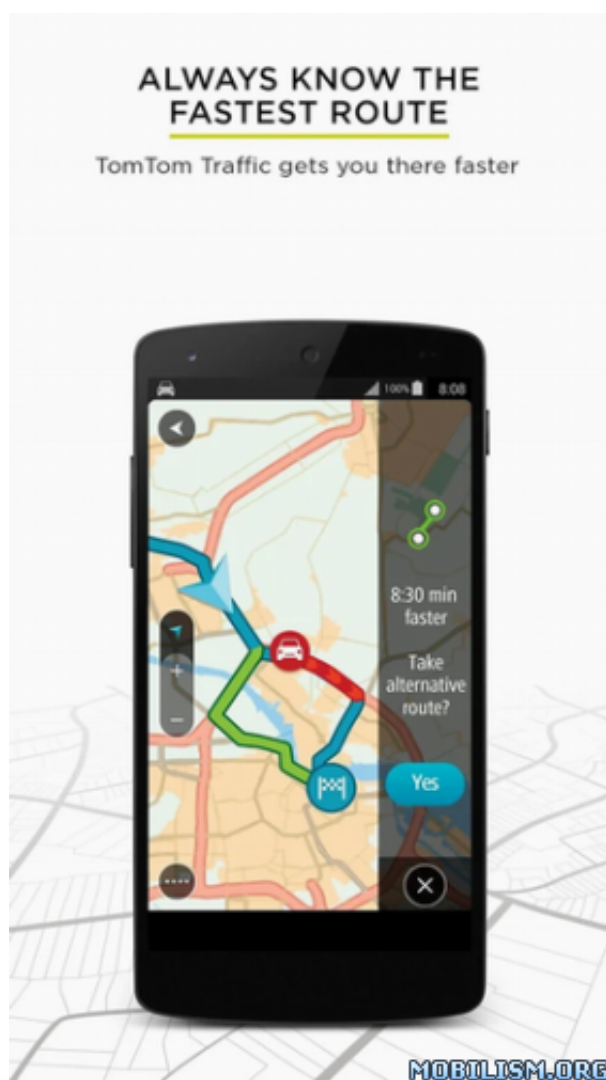 ALWAYS KNOW THE
FASTEST ROUTE
TomTom Traffic gets you there faster
100% 8:08
8:30 min
faster
Take
alternative
route?
Yes
MOBILISM.ORG